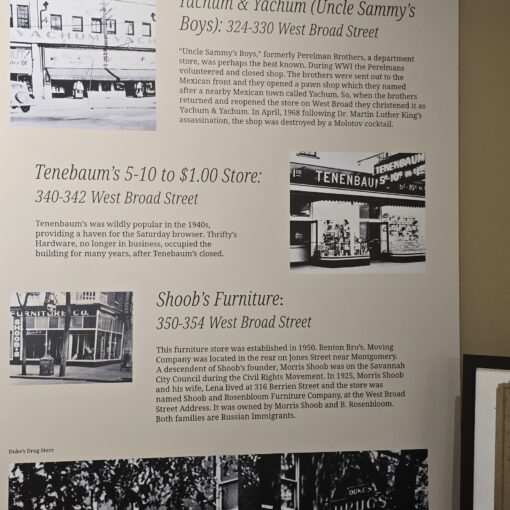 Yachum & Yachum (Uncle Sammy's
Boys): 324-330 West Broad Street
YACHUM YACH
"Uncle Sammy's Boys," formerly Perelman Brothers, a department
store, was perhaps the best known. During WWI the Perelmans
volunteered and closed shop. The brothers were sent out to the
Mexican front and they opened a pawn shop which they named
after a nearby Mexican town called Yachum. So, when the brothers
returned and reopened the store on West Broad they christened it as
Yachum & Yachum. In April, 1968 following Dr. Martin Luther King's
assassination, the shop was destroyed by a Molotov cocktail.
Tenebaum's 5-10 to $1.00 Store:
340-342 West Broad Street
Tenenbaum's was wildly popular in the 1940s,
providing a haven for the Saturday browser. Thrifty's
Hardware, no longer in business, occupied the
building for many years, after Tenebaum's closed.
TENENBAU
TENENBAUM
Shoob's Furniture:
350-354 West Broad Street
FURNITURE CO.
SHOOB'S
This furniture store was established in 1950. Benton Bro's. Moving
Company was located in the rear on Jones Street near Montgomery.
A descendent of Shoob's founder, Morris Shoob was on the Savannah
City Council during the Civil Rights Movement. In 1925, Morris Shoob
and his wife, Lena lived at 316 Berrien Street and the store was
named Shoob and Rosenbloom Furniture Company, at the West Broad
Street Address. It was owned by Morris Shoob and B. Rosenbloom.
Both families are Russian Immigrants.
Duke's Drug Store
DUKE'S
DRUGS